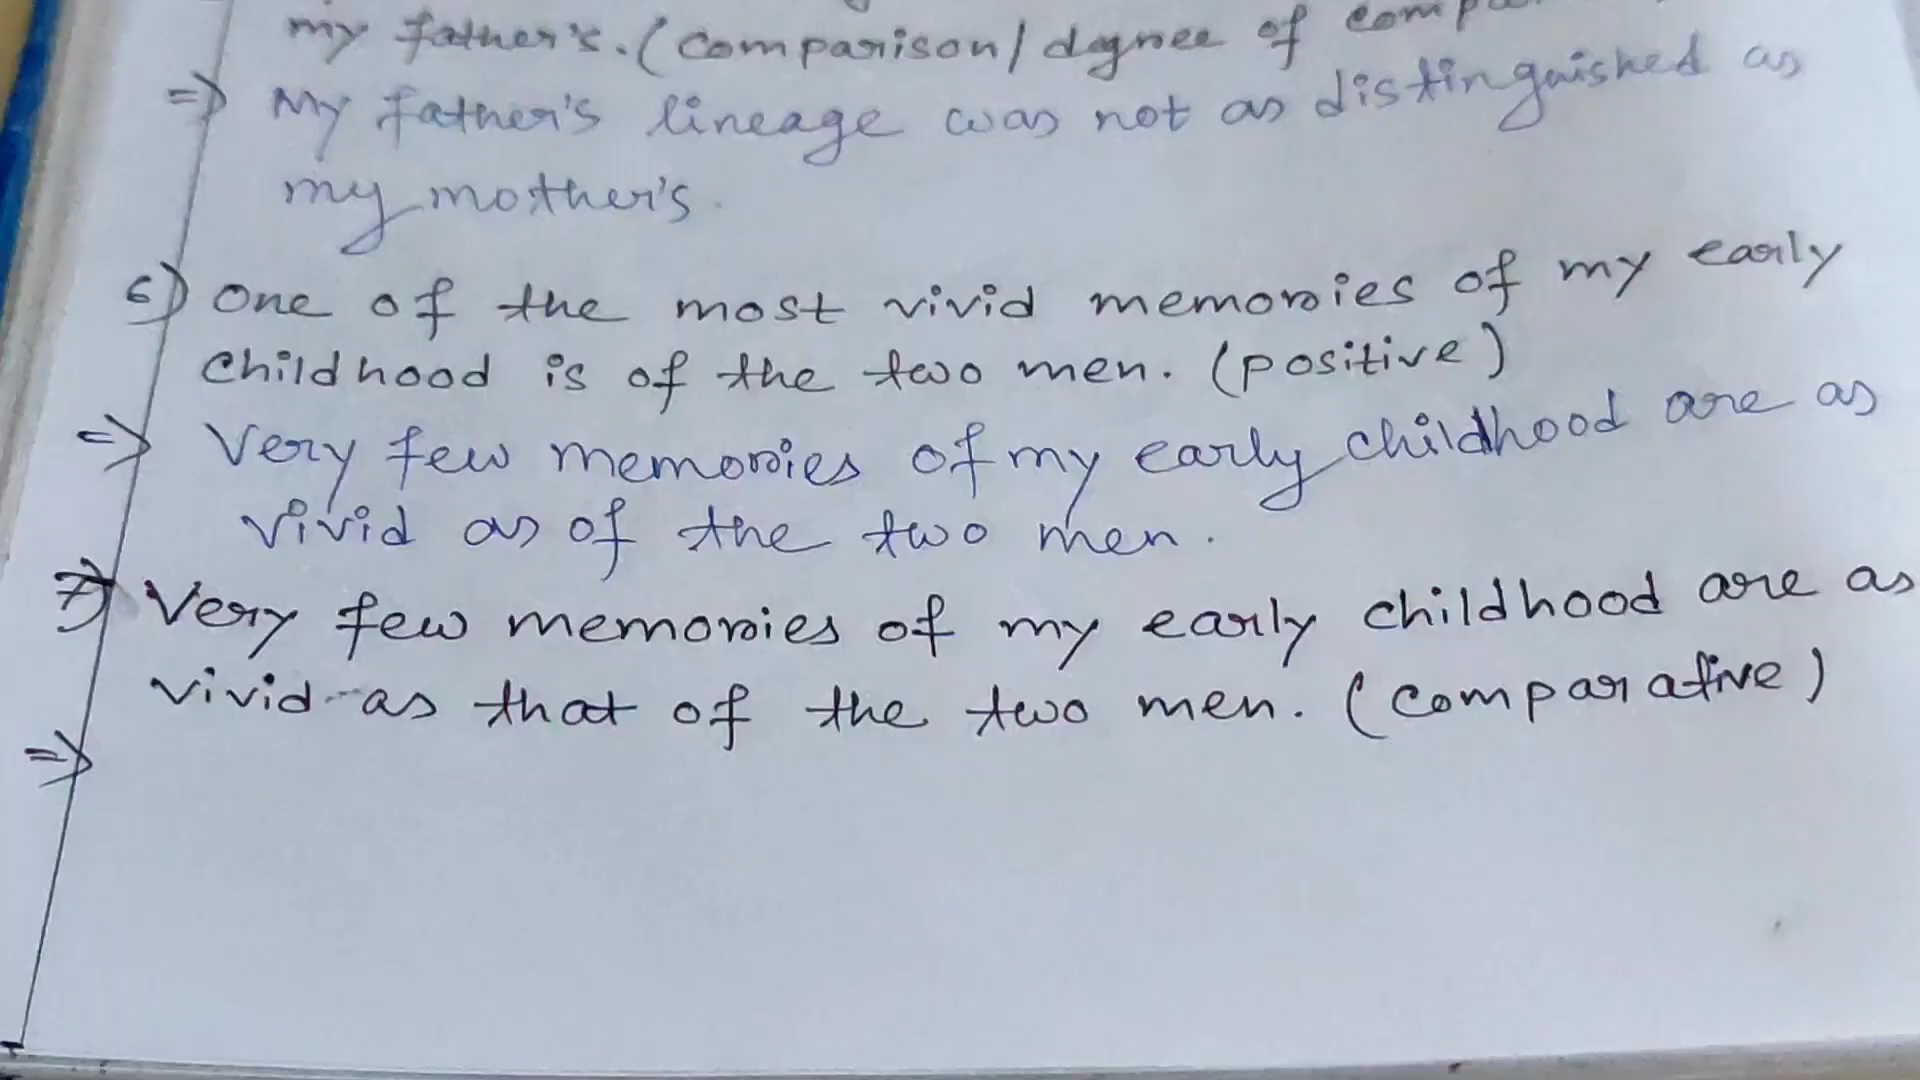 my father's. (comparison/degree of
=> My father's lineage was not as distinguished as
my mother's.
6) One of the most vivid memories of my early
childhood is of the two men. (positive)
=> Very few memories of my early childhood are as
vivid as of the two men.
7) Very few memories of my early childhood are as
vivid as that of the two men. (comparative)
=>